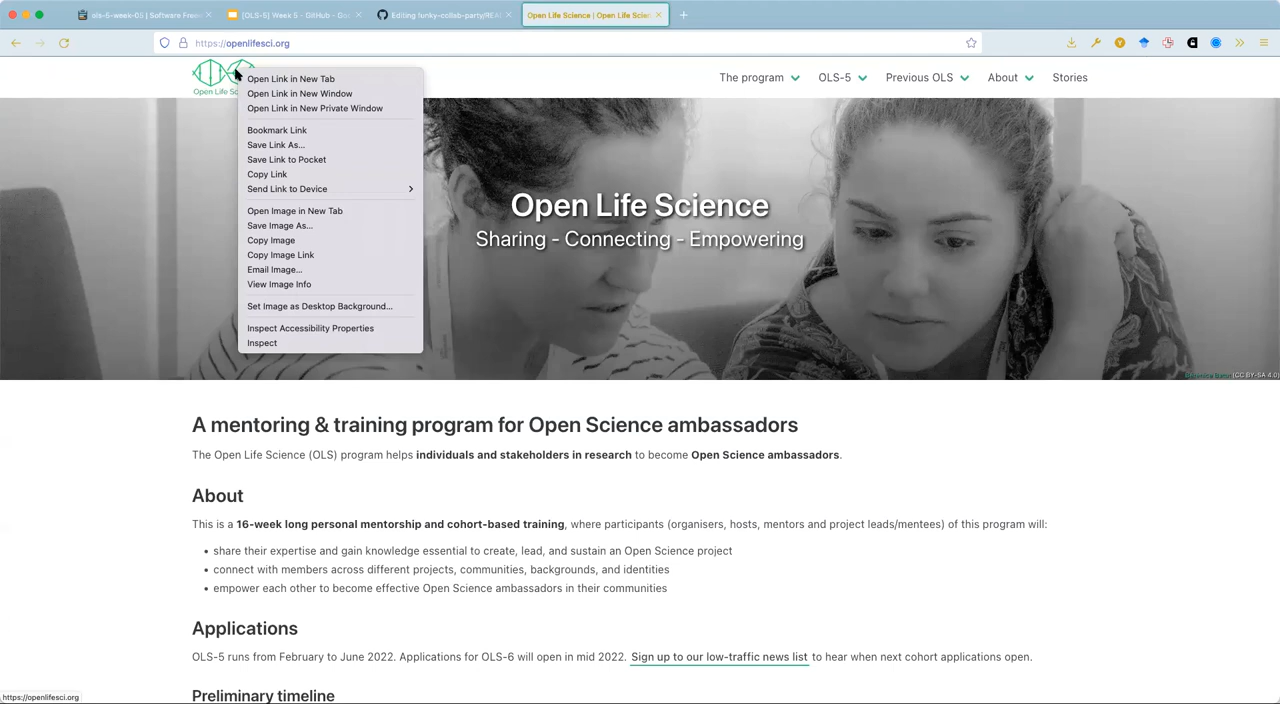 ols-5-week-05 | Software Free
[OLS-5] Week 5 - GitHub - Go
Editing funky-collab-party/REA
Open Life Science | Open Life Scien
https://openlifesci.org
Open Life Sc
The program
OLS-5
Previous OLS
About
Stories
Open Link in New Tab
Open Link in New Window
Open Link in New Private Window
Bookmark Link
Save Link As...
Save Link to Pocket
Copy Link
Send Link to Device
Open Image in New Tab
Save Image As...
Copy Image
Copy Image Link
Email Image...
View Image Info
Set Image as Desktop Background...
Inspect Accessibility Properties
Inspect
Open Life Science
Sharing - Connecting - Empowering
(CC BY-SA 4.0)
A mentoring & training program for Open Science ambassadors
The Open Life Science (OLS) program helps individuals and stakeholders in research to become Open Science ambassadors.
About
This is a 16-week long personal mentorship and cohort-based training, where participants (organisers, hosts, mentors and project leads/mentees) of this program will:
• share their expertise and gain knowledge essential to create, lead, and sustain an Open Science project
• connect with members across different projects, communities, backgrounds, and identities
• empower each other to become effective Open Science ambassadors in their communities
Applications
OLS-5 runs from February to June 2022. Applications for OLS-6 will open in mid 2022. Sign up to our low-traffic news list to hear when next cohort applications open.
Preliminary timeline
https://openlifesci.org